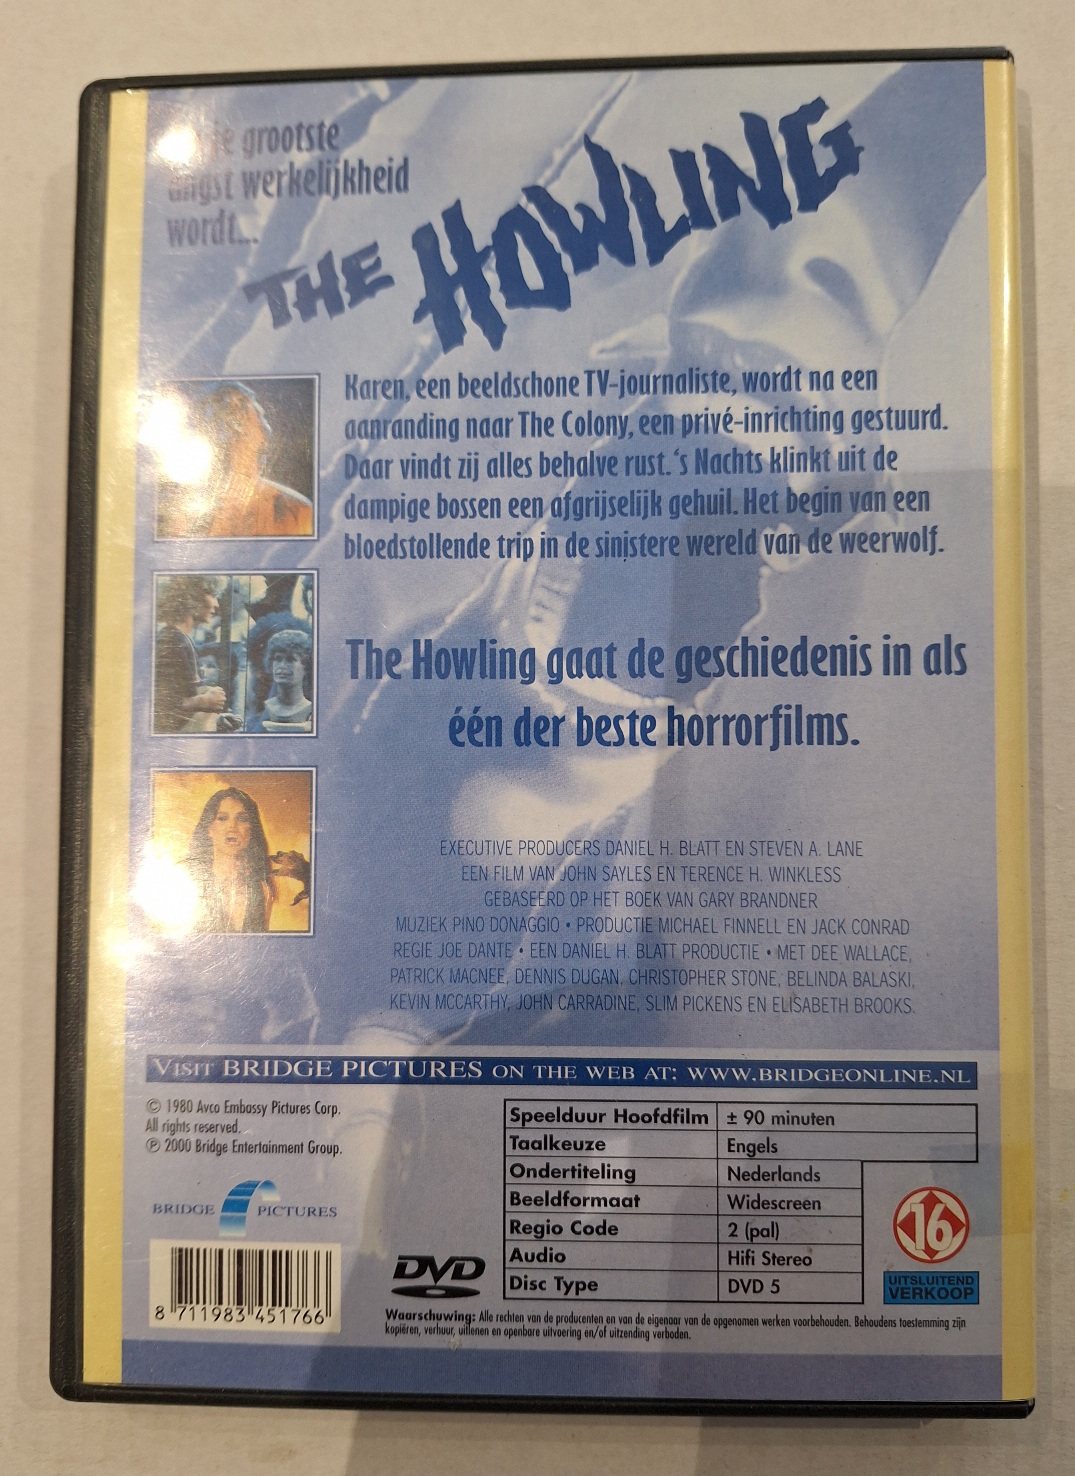 je grootste
angst werkelijkheid
wordt...
THE HOWLING
Karen, een beeldschone TV-journaliste, wordt na een
aanranding naar The Colony, een privé-inrichting gestuurd.
Daar vindt zij alles behalve rust. ‘s Nachts klinkt uit de
dampige bossen een afgrijselijk gehuil. Het begin van een
bloedstollende trip in de sinistere wereld van de weerwolf.
The Howling gaat de geschiedenis in als
één der beste horrorfilms.
EXECUTIVE PRODUCERS DANIEL H. BLATT EN STEVEN A. LANE
EEN FILM VAN JOHN SAYLES EN TERENCE H. WINKLESS
GEBASEERD OP HET BOEK VAN GARY BRANDNER
MUZIEK PINO DONAGGIO • PRODUCTIE MICHAEL FINNELL EN JACK CONRAD
REGIE JOE DANTE • EEN DANIEL H. BLATT PRODUCTIE • MET DEE WALLACE,
PATRICK MACNEE, DENNIS DUGAN, CHRISTOPHER STONE, BELINDA BALASKI,
KEVIN MCCARTHY, JOHN CARRADINE, SLIM PICKENS EN ELISABETH BROOKS.
VISIT BRIDGE PICTURES ON THE WEB AT: WWW.BRIDGEONLINE.NL
© 1980 Avco Embassy Pictures Corp.
All rights reserved.
℗ 2000 Bridge Entertainment Group.
BRIDGE PICTURES
8 711983 451766
DVD
Speelduur Hoofdfilm ± 90 minuten
Taalkeuze Engels
Ondertiteling Nederlands
Beeldformaat Widescreen
Regio Code 2 (pal)
Audio Hifi Stereo
Disc Type DVD 5
16
UITSLUITEND
VERKOOP
Waarschuwing: Alle rechten van de producenten en van de eigenaar van de opgenomen werken voorbehouden. Behoudens toestemming zijn
kopiëren, verhuur, uitlenen en openbare uitvoering en/of uitzending verboden.